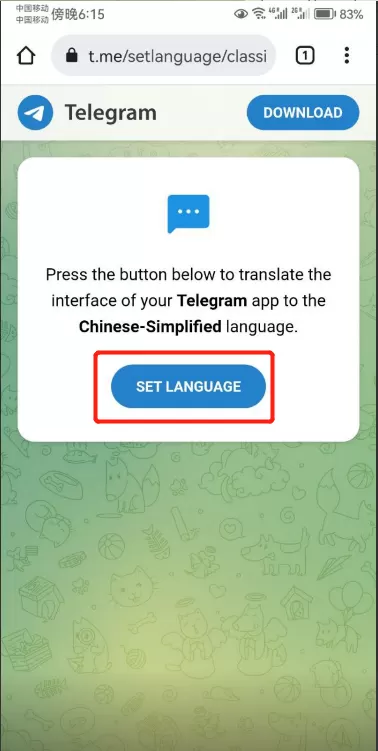 中国移动
中国移动 傍晚6:15 4G 2G 83%
t.me/setlanguage/classi 1
Telegram DOWNLOAD
Press the button below to translate the
interface of your Telegram app to the
Chinese-Simplified language.
SET LANGUAGE